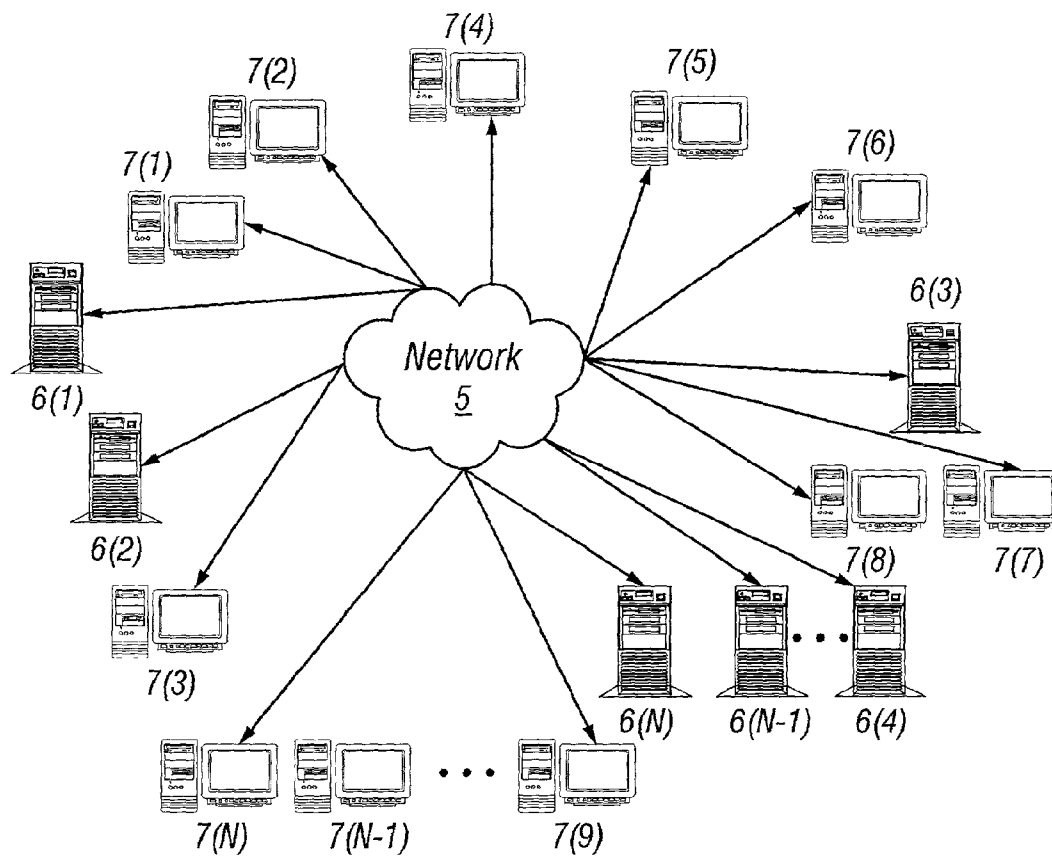 7(4)
7(2)
7(5)
7(1)
7(6)
6(3)
Network
5
6(1)
6(2)
7(8)
7(7)
7(3)
6(N)
6(N-1)
6(4)
7(N)
7(N-1)
7(9)